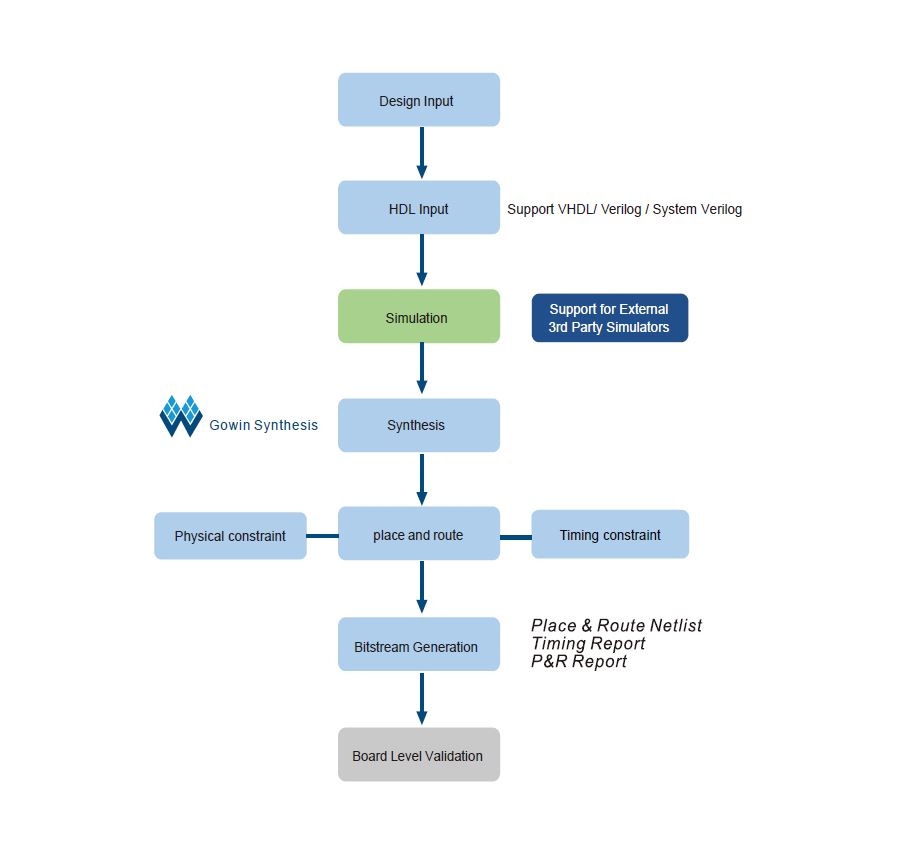 Design Input
HDL Input
Support VHDL/ Verilog / System Verilog
Simulation
Support for External
3rd Party Simulators
Gowin Synthesis
Synthesis
Physical constraint
place and route
Timing constraint
Bitstream Generation
Place & Route Netlist
Timing Report
P&R Report
Board Level Validation